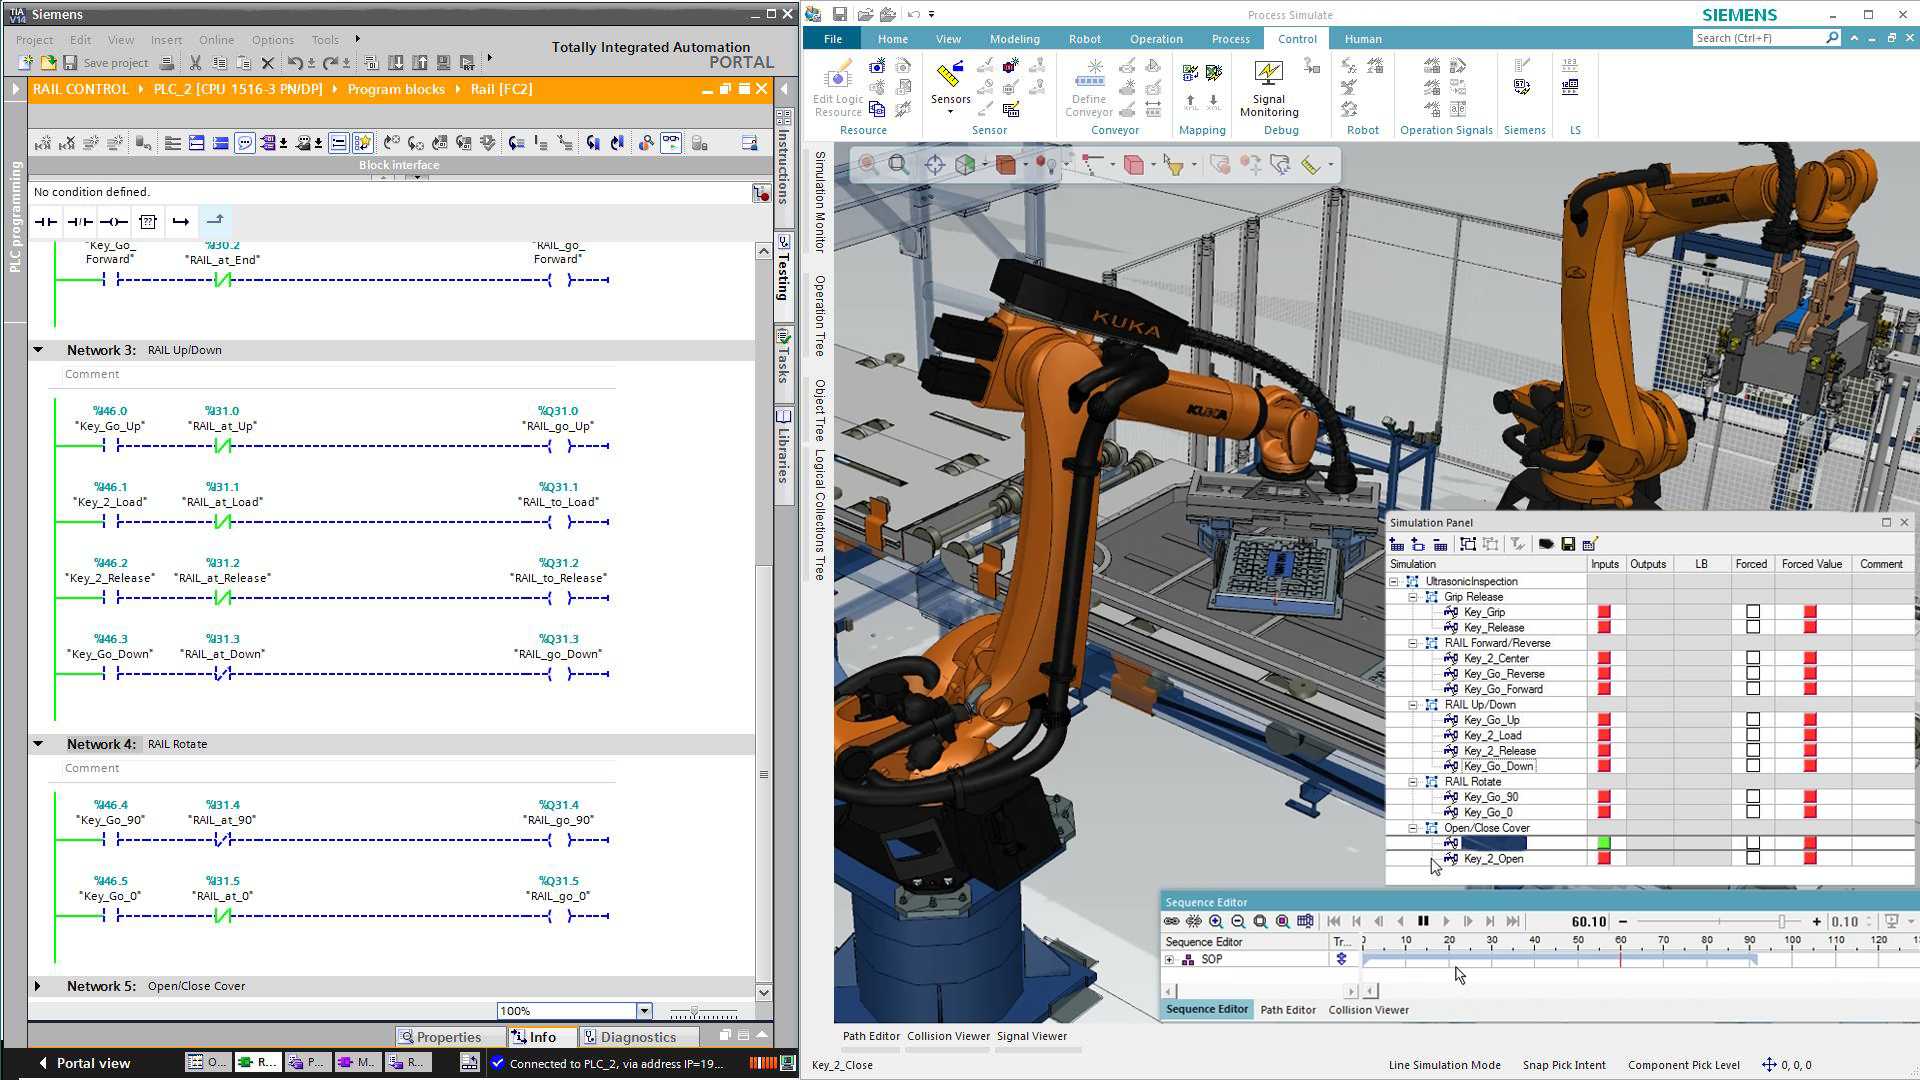 TIA V14 Siemens
Project Edit View Insert Online Options Tools
Totally Integrated Automation
PORTAL
Save project
RAIL CONTROL PLC_2 [CPU 1516-3 PN/DP] Program blocks Rail [FC2]
Block interface
No condition defined.
PLC programming
Instructions
Testing
Tasks
Libraries
"Key_Go_ %I30.2 "RAIL_go_
Forward" "RAIL_at_End" Forward"
Network 3: RAIL Up/Down
Comment
%I46.0 %I31.0 %Q31.0
"Key_Go_Up" "RAIL_at_Up" "RAIL_go_Up"
%I46.1 %I31.1 %Q31.1
"Key_2_Load" "RAIL_at_Load" "RAIL_to_Load"
%I46.2 %I31.2 %Q31.2
"Key_2_Release" "RAIL_at_Release" "RAIL_to_Release"
%I46.3 %I31.3 %Q31.3
"Key_Go_Down" "RAIL_at_Down" "RAIL_go_Down"
Network 4: RAIL Rotate
Comment
%I46.4 %I31.4 %Q31.4
"Key_Go_90" "RAIL_at_90" "RAIL_go_90"
%I46.5 %I31.5 %Q31.5
"Key_Go_0" "RAIL_at_0" "RAIL_go_0"
Network 5: Open/Close Cover
100%
Properties Info Diagnostics
Portal view O... R... P... M... R... Connected to PLC_2, via address IP=19...
Process Simulate SIEMENS
File Home View Modeling Robot Operation Process Control Human Search (Ctrl+F)
Edit Logic Resource
Sensors
Define Conveyor
Signal Monitoring
Resource Sensor Conveyor Mapping Debug Robot Operation Signals Siemens LS
Simulation Monitor
Operation Tree
Object Tree
Logical Collections Tree
KUKA
KUKA
KUKA
Simulation Panel
Simulation Inputs Outputs LB Forced Forced Value Comment
UltrasonicInspection
Grip Release
Key_Grip
Key_Release
RAIL Forward/Reverse
Key_2_Center
Key_Go_Reverse
Key_Go_Forward
RAIL Up/Down
Key_Go_Up
Key_2_Load
Key_2_Release
Key_Go_Down
RAIL Rotate
Key_Go_90
Key_Go_0
Open/Close Cover
Key_2_Open
Sequence Editor
60.10 0.10
Sequence Editor Tr... 10 20 30 40 50 60 70 80 90 100 110 120
SOP
Sequence Editor Path Editor Collision Viewer
Path Editor Collision Viewer Signal Viewer
Key_2_Close Line Simulation Mode Snap Pick Intent Component Pick Level 0, 0, 0